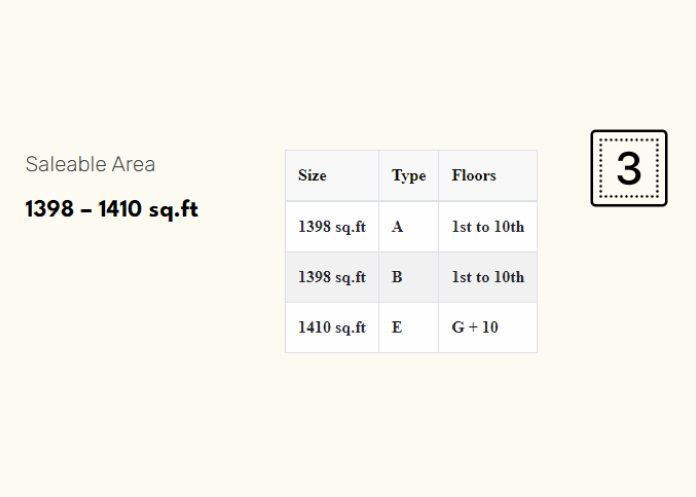 Saleable Area
1398 – 1410 sq.ft
Size Type Floors
1398 sq.ft A 1st to 10th
1398 sq.ft B 1st to 10th
1410 sq.ft E G + 10
3